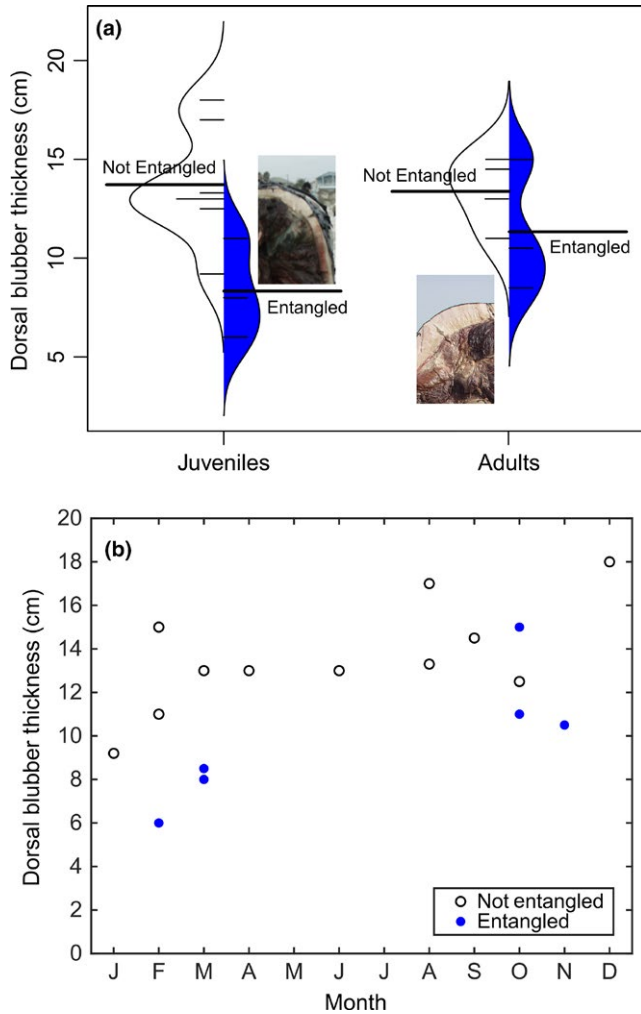 (a)
Dorsal blubber thickness (cm)
20
15
10
5
Not Entangled
Entangled
Not Entangled
Entangled
Juveniles
Adults
(b)
Dorsal blubber thickness (cm)
20
18
16
14
12
10
8
6
4
2
0
Not entangled
Entangled
J F M A M J J A S O N D
Month